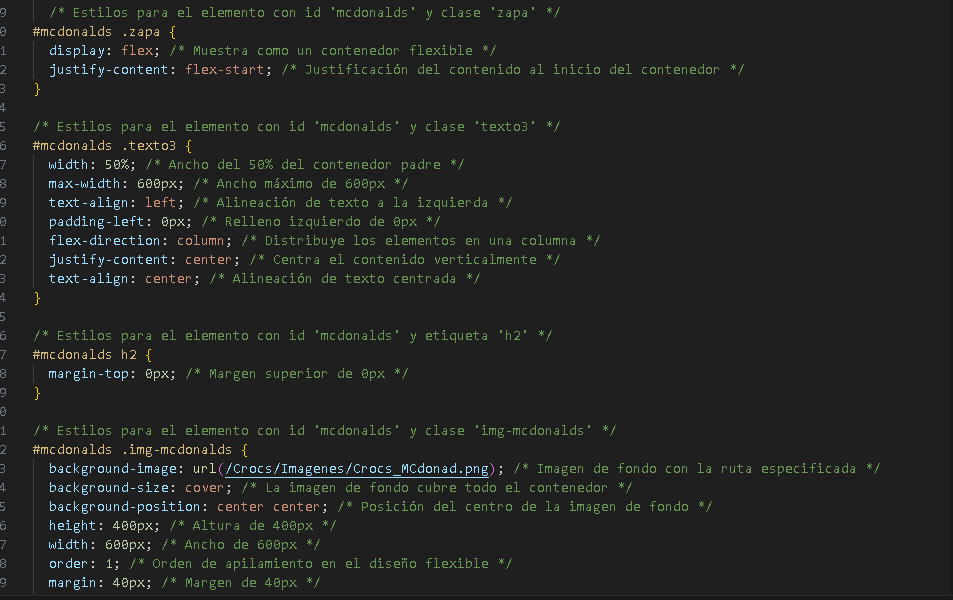 9 /* Estilos para el elemento con id 'mcdonalds' y clase 'zapa' */
0 #mcdonalds .zapa {
1 display: flex; /* Muestra como un contenedor flexible */
2 justify-content: flex-start; /* Justificación del contenido al inicio del contenedor */
3 }
4
5 /* Estilos para el elemento con id 'mcdonalds' y clase 'texto3' */
6 #mcdonalds .texto3 {
7 width: 50%; /* Ancho del 50% del contenedor padre */
8 max-width: 600px; /* Ancho máximo de 600px */
9 text-align: left; /* Alineación de texto a la izquierda */
0 padding-left: 0px; /* Relleno izquierdo de 0px */
1 flex-direction: column; /* Distribuye los elementos en una columna */
2 justify-content: center; /* Centra el contenido verticalmente */
3 text-align: center; /* Alineación de texto centrada */
4 }
5
6 /* Estilos para el elemento con id 'mcdonalds' y etiqueta 'h2' */
7 #mcdonalds h2 {
8 margin-top: 0px; /* Margen superior de 0px */
9 }
0
1 /* Estilos para el elemento con id 'mcdonalds' y clase 'img-mcdonalds' */
2 #mcdonalds .img-mcdonalds {
3 background-image: url(/Crocs/Imagenes/Crocs_MCdonad.png); /* Imagen de fondo con la ruta especificada */
4 background-size: cover; /* La imagen de fondo cubre todo el contenedor */
5 background-position: center center; /* Posición del centro de la imagen de fondo */
6 height: 400px; /* Altura de 400px */
7 width: 600px; /* Ancho de 600px */
8 order: 1; /* Orden de apilamiento en el diseño flexible */
9 margin: 40px; /* Margen de 40px */